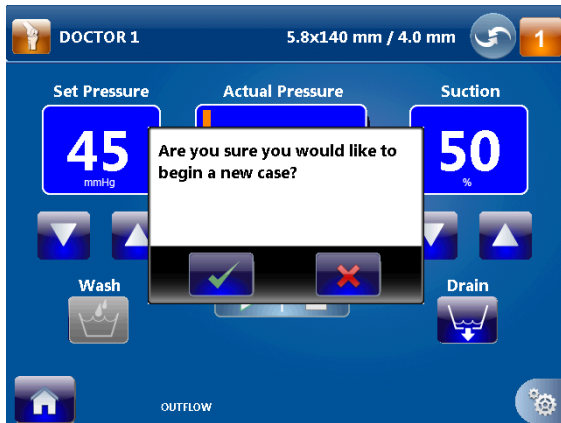 DOCTOR 1
5.8x140 mm / 4.0 mm
1
Set Pressure
Actual Pressure
Suction
45
mmHg
50
%
Are you sure you would like to
begin a new case?
Wash
Drain
OUTFLOW